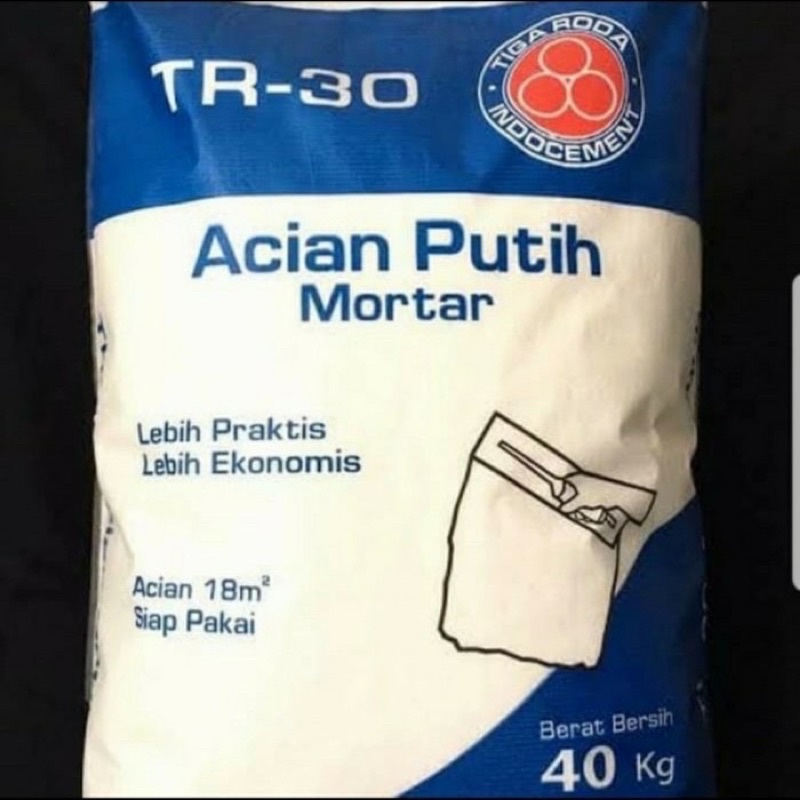 TR-30
TIGA RODA
INDOCEMENT
Acian Putih
Mortar
Lebih Praktis
Lebih Ekonomis
Acian 18m²
Siap Pakai
Berat Bersih
40 Kg